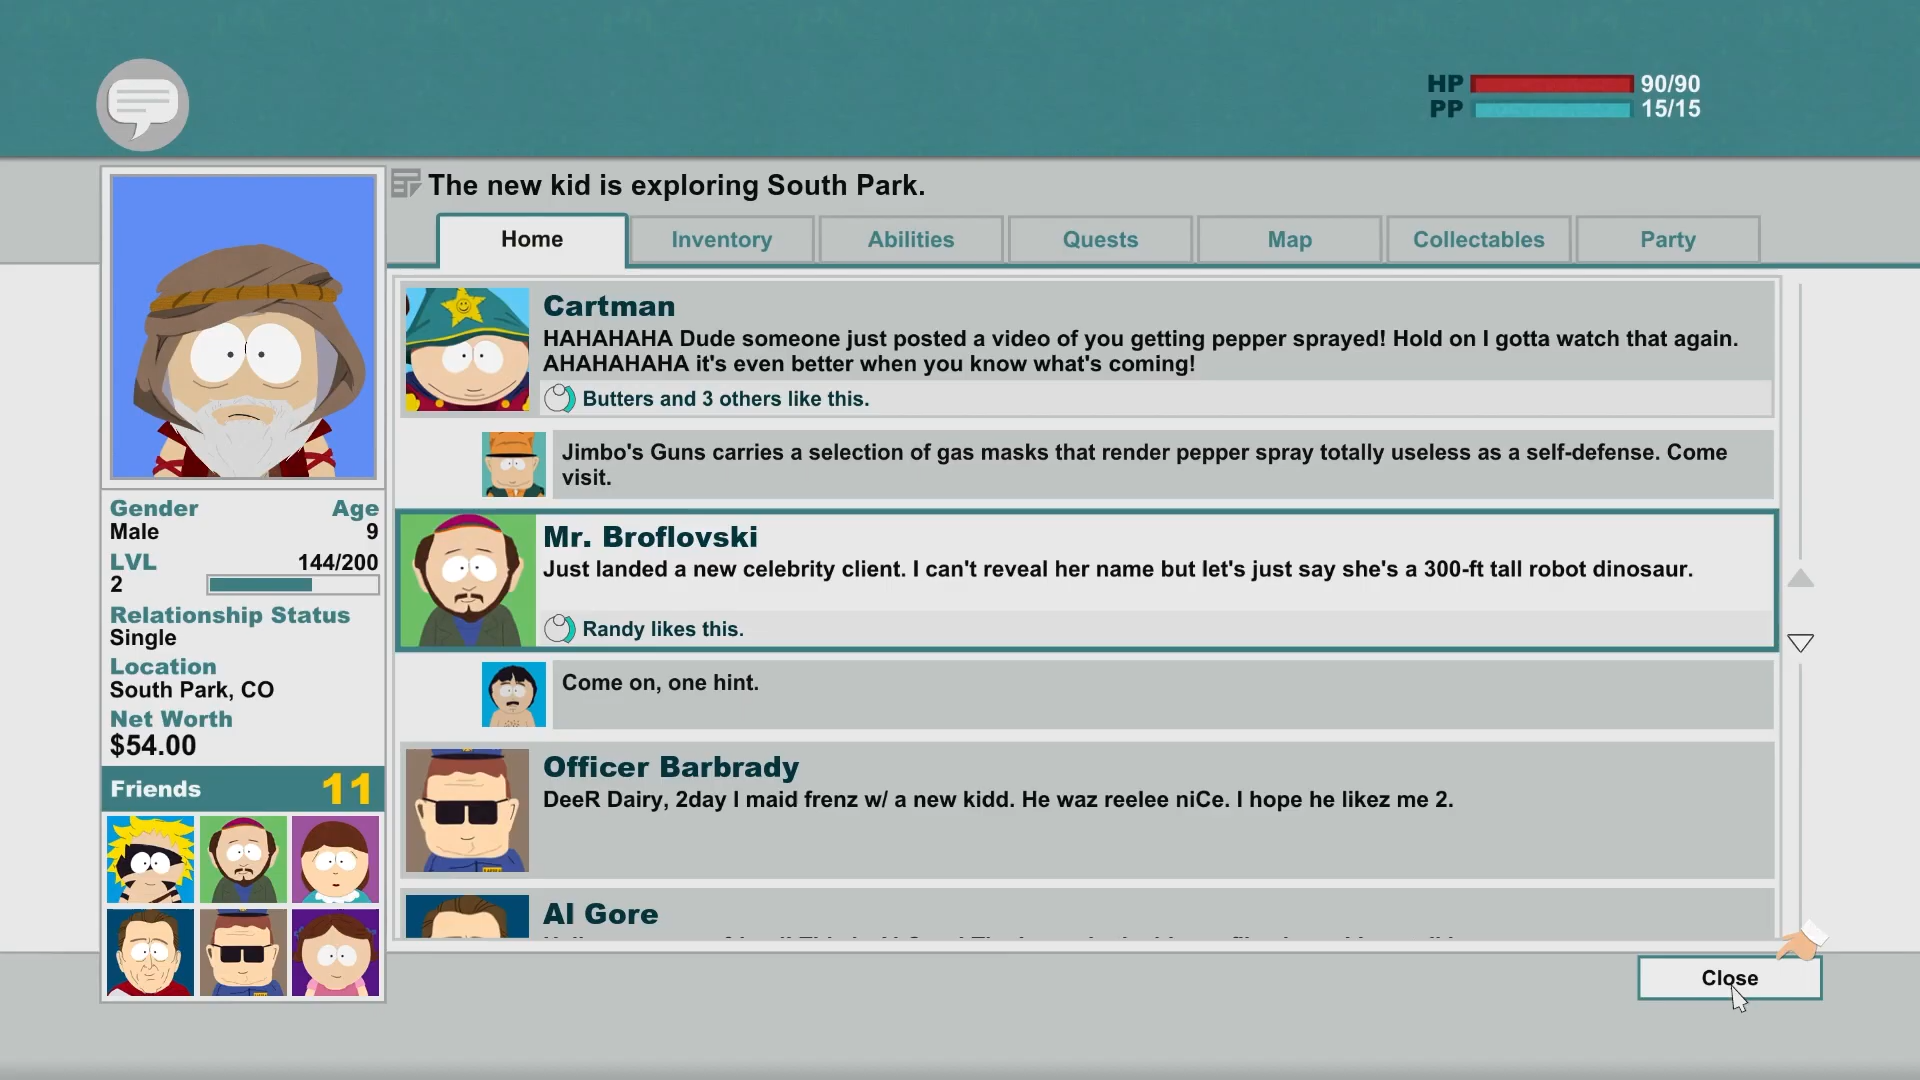 HP 90/90
PP 15/15
The new kid is exploring South Park.
Home Inventory Abilities Quests Map Collectables Party
Gender Age
Male 9
LVL 144/200
2
Relationship Status
Single
Location
South Park, CO
Net Worth
$54.00
Friends 11
Cartman
HAHAHAHA Dude someone just posted a video of you getting pepper sprayed! Hold on I gotta watch that again.
AHAHAHAHA it's even better when you know what's coming!
Butters and 3 others like this.
Jimbo's Guns carries a selection of gas masks that render pepper spray totally useless as a self-defense. Come
visit.
Mr. Broflovski
Just landed a new celebrity client. I can't reveal her name but let's just say she's a 300-ft tall robot dinosaur.
Randy likes this.
Come on, one hint.
Officer Barbrady
DeeR Dairy, 2day I maid frenz w/ a new kidd. He waz reelee niCe. I hope he likez me 2.
Al Gore
Close